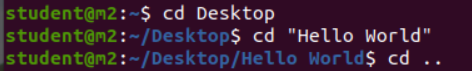 student@m2:~$ cd Desktop
student@m2:~/Desktop$ cd "Hello World"
student@m2:~/Desktop/Hello World$ cd ..